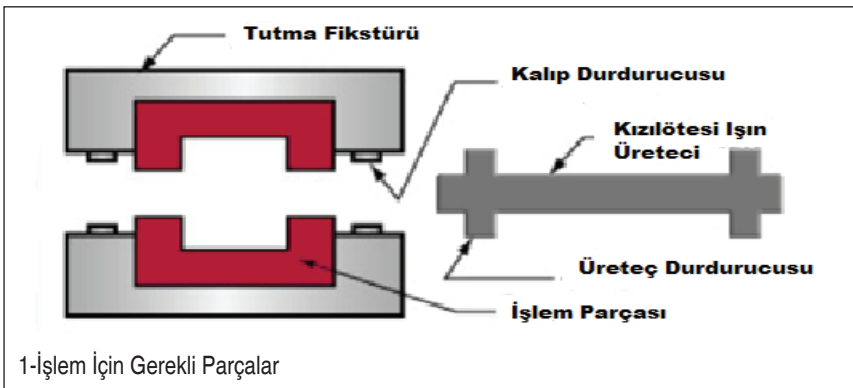 Tutma Fikstürü
Kalıp Durdurucusu
Kızılötesi Işın
Üreteci
Üreteç Durdurucusu
İşlem Parçası
1-İşlem İçin Gerekli Parçalar